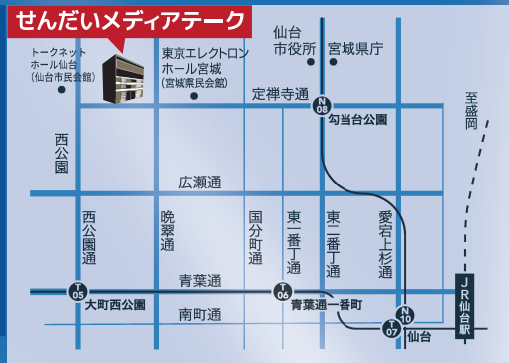 せんだいメディアテーク
トークネット
ホール仙台
(仙台市民会館)
東京エレクトロン
ホール宮城
(宮城県民会館)
仙台
市役所
宮城県庁
定禅寺通
N
08
勾当台公園
至盛岡
西公園
広瀬通
西公園通
晩翠通
国分町通
東一番丁通
東二番丁通
愛宕上杉通
青葉通
T
05
大町西公園
T
06
青葉通一番町
南町通
N
10
T
07
仙台
JR仙台駅